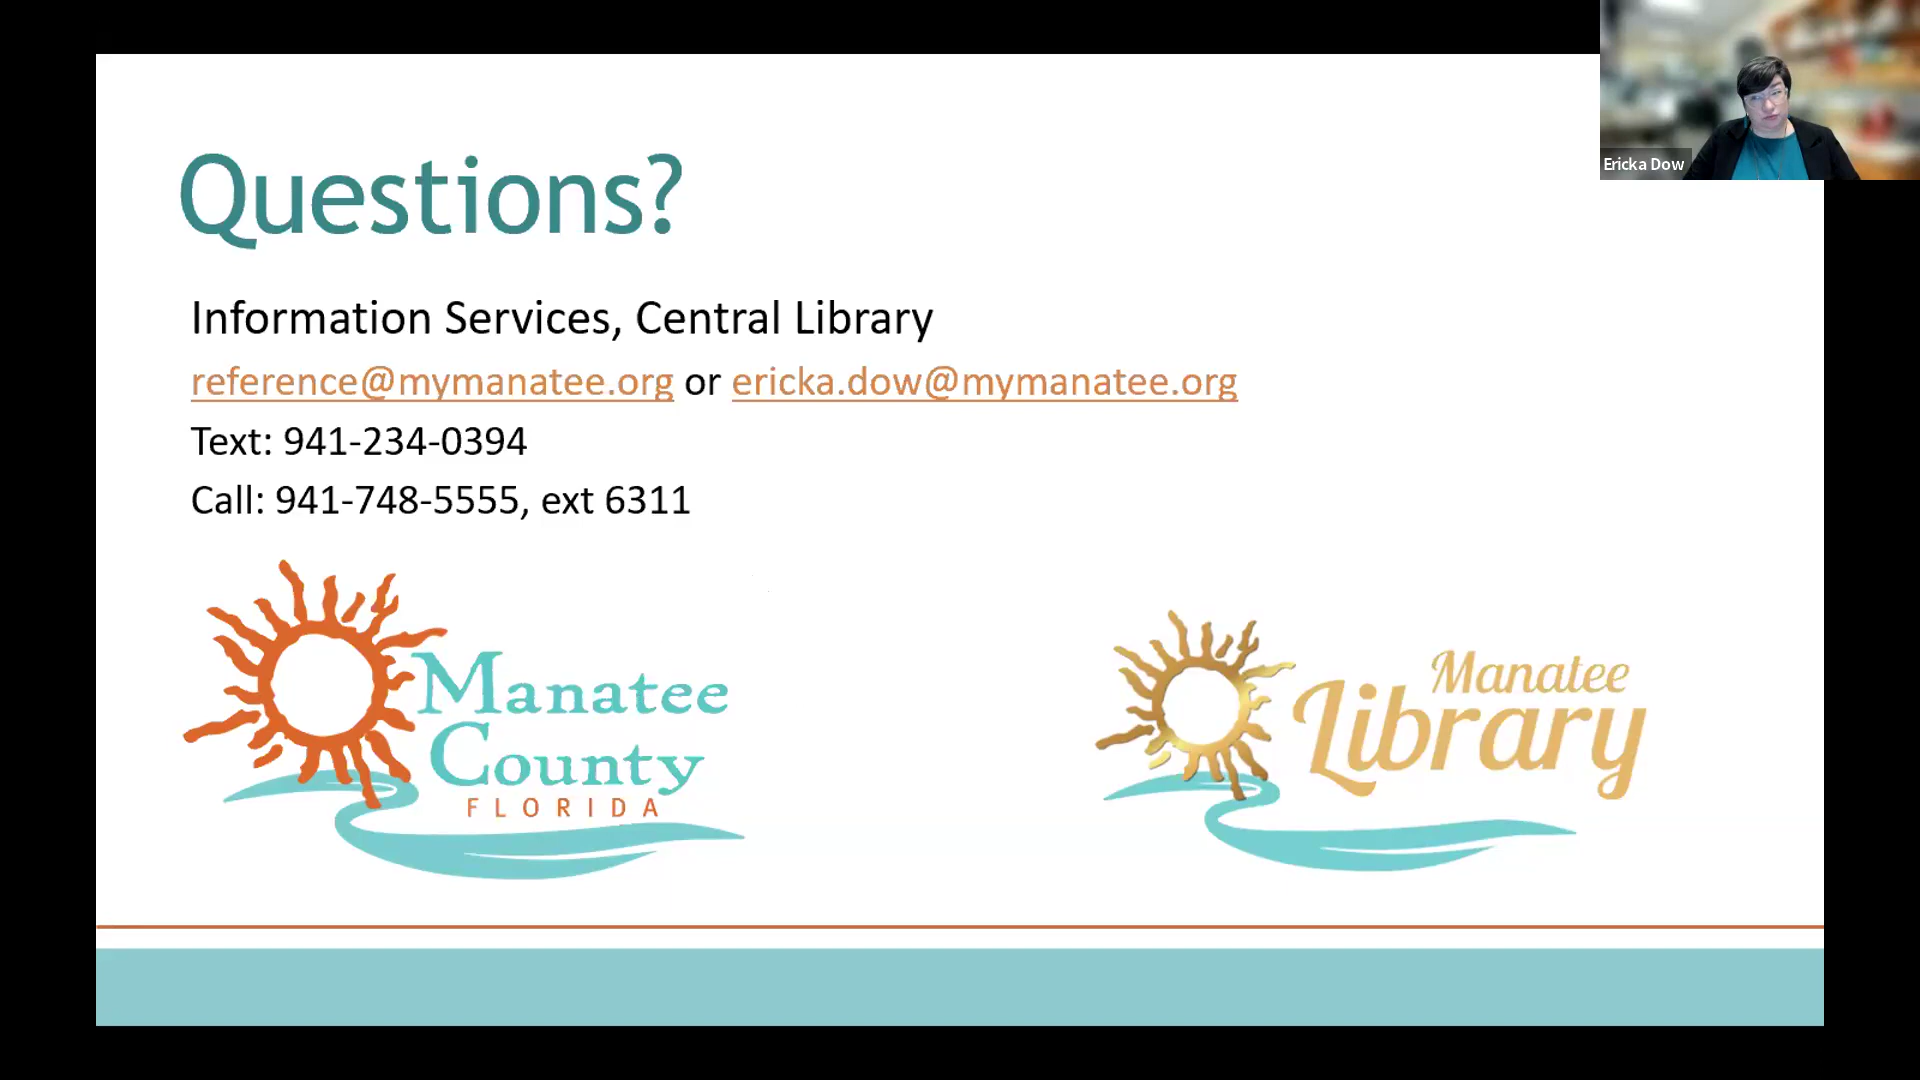 Ericka Dow
Questions?
Information Services, Central Library
reference@mymanatee.org or ericka.dow@mymanatee.org
Text: 941-234-0394
Call: 941-748-5555, ext 6311
Manatee
County
FLORIDA
Manatee
Library